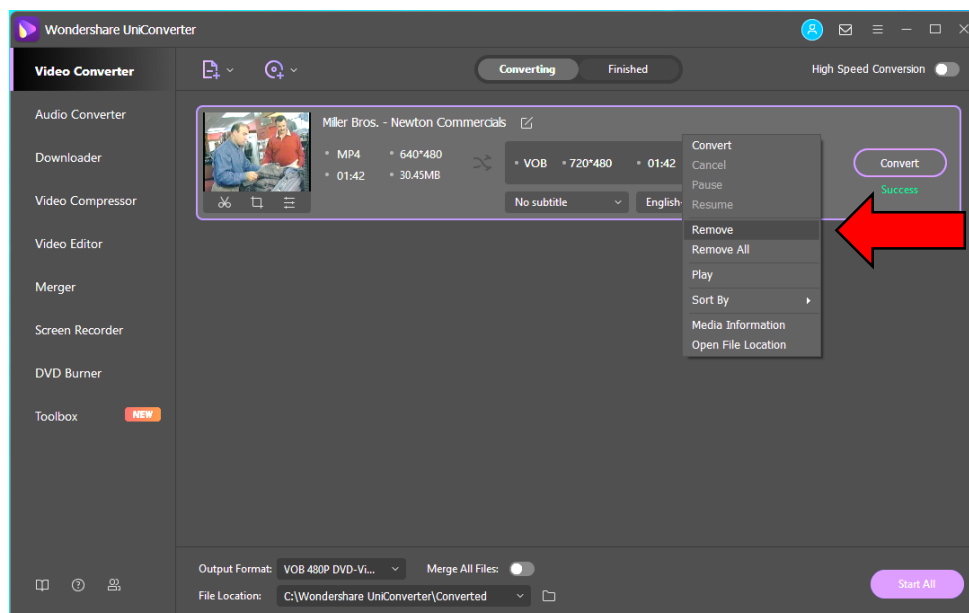 Wondershare UniConverter
Video Converter
Converting
Finished
High Speed Conversion
Audio Converter
Downloader
Video Compressor
Video Editor
Merger
Screen Recorder
DVD Burner
Toolbox
NEW
Miller Bros. - Newton Commercials
MP4
640*480
01:42
30.45MB
VOB
720*480
01:42
No subtitle
English-
Convert
Cancel
Pause
Resume
Remove
Remove All
Play
Sort By
Media Information
Open File Location
Convert
Success
Output Format:
VOB 480P DVD-Vi...
Merge All Files:
File Location:
C:\Wondershare UniConverter\Converted
Start All